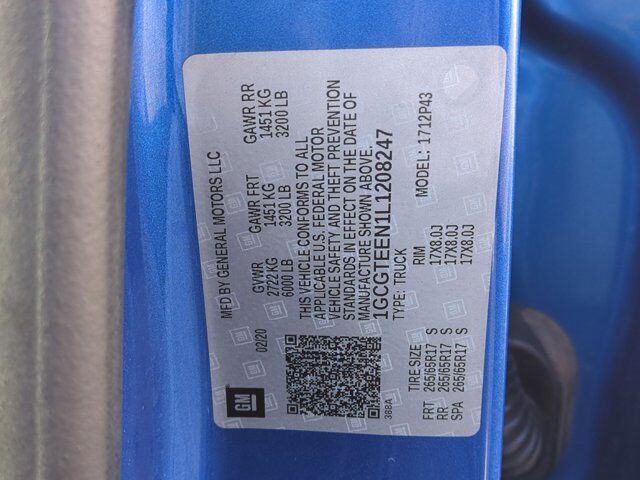 MFD BY GENERAL MOTORS LLC
02/20
GM
GVWR
2722 KG
6000 LB
GAWR FRT
1451 KG
3200 LB
GAWR RR
1451 KG
3200 LB
THIS VEHICLE CONFORMS TO ALL
APPLICABLE U.S. FEDERAL MOTOR
VEHICLE SAFETY AND THEFT PREVENTION
STANDARDS IN EFFECT ON THE DATE OF
MANUFACTURE SHOWN ABOVE.
1GCGTEEN1L1208247
TYPE: TRUCK
MODEL: 1712P43
388A
TIRE SIZE RIM
FRT 265/65R17 S 17X8.0J
RR 265/65R17 S 17X8.0J
SPA 265/65R17 S 17X8.0J